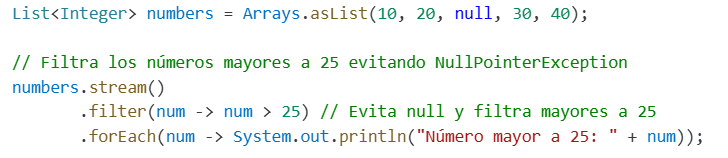 List<Integer> numbers = Arrays.asList(10, 20, null, 30, 40);
// Filtra los números mayores a 25 evitando NullPointerException
numbers.stream()
.filter(num -> num > 25) // Evita null y filtra mayores a 25
.forEach(num -> System.out.println("Número mayor a 25: " + num));